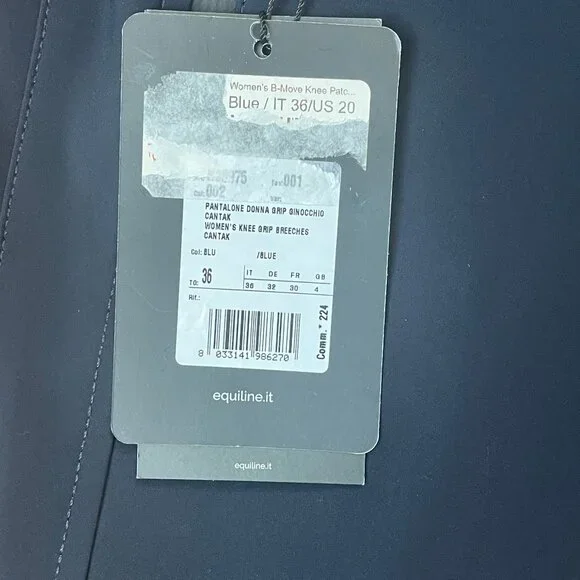 Women's B-Move Knee Patc...
Blue / IT 36/US 20
001
002
PANTALONE DONNA GRIP GINOCCHIO
CANTAK
WOMEN'S KNEE GRIP BREECHES
CANTAK
Col: BLU /BLUE
IT DE FR GB
TG: 36 36 32 30 4
Rif.:
Comm.* 224
8 033141 986270
equiline.it
equiline.it